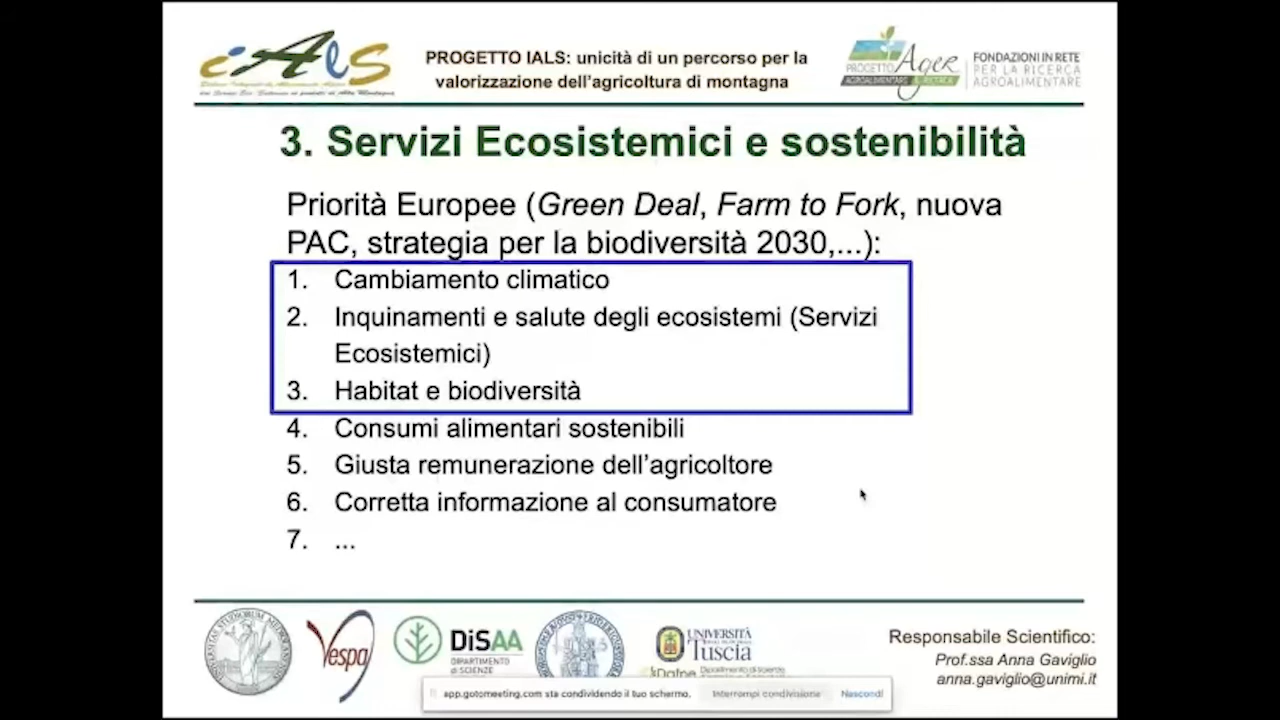 iAlS
PROGETTO IALS: unicità di un percorso per la
valorizzazione dell'agricoltura di montagna
PROGETTO Ager
AGROALIMENTARE E RICERCA
FONDAZIONI IN RETE
PER LA RICERCA
AGROALIMENTARE
3. Servizi Ecosistemici e sostenibilità
Priorità Europee (Green Deal, Farm to Fork, nuova
PAC, strategia per la biodiversità 2030,...):
1. Cambiamento climatico
2. Inquinamenti e salute degli ecosistemi (Servizi
Ecosistemici)
3. Habitat e biodiversità
4. Consumi alimentari sostenibili
5. Giusta remunerazione dell'agricoltore
6. Corretta informazione al consumatore
7. ...
Vespa
DiSAA
DIPARTIMENTO
di SCIENZE
UNIVERSITÀ
Tuscia
Responsabile Scientifico:
Prof.ssa Anna Gaviglio
anna.gaviglio@unimi.it
app.gotomeeting.com sta condividendo il tuo schermo.
Interrompi condivisione
Nascondi